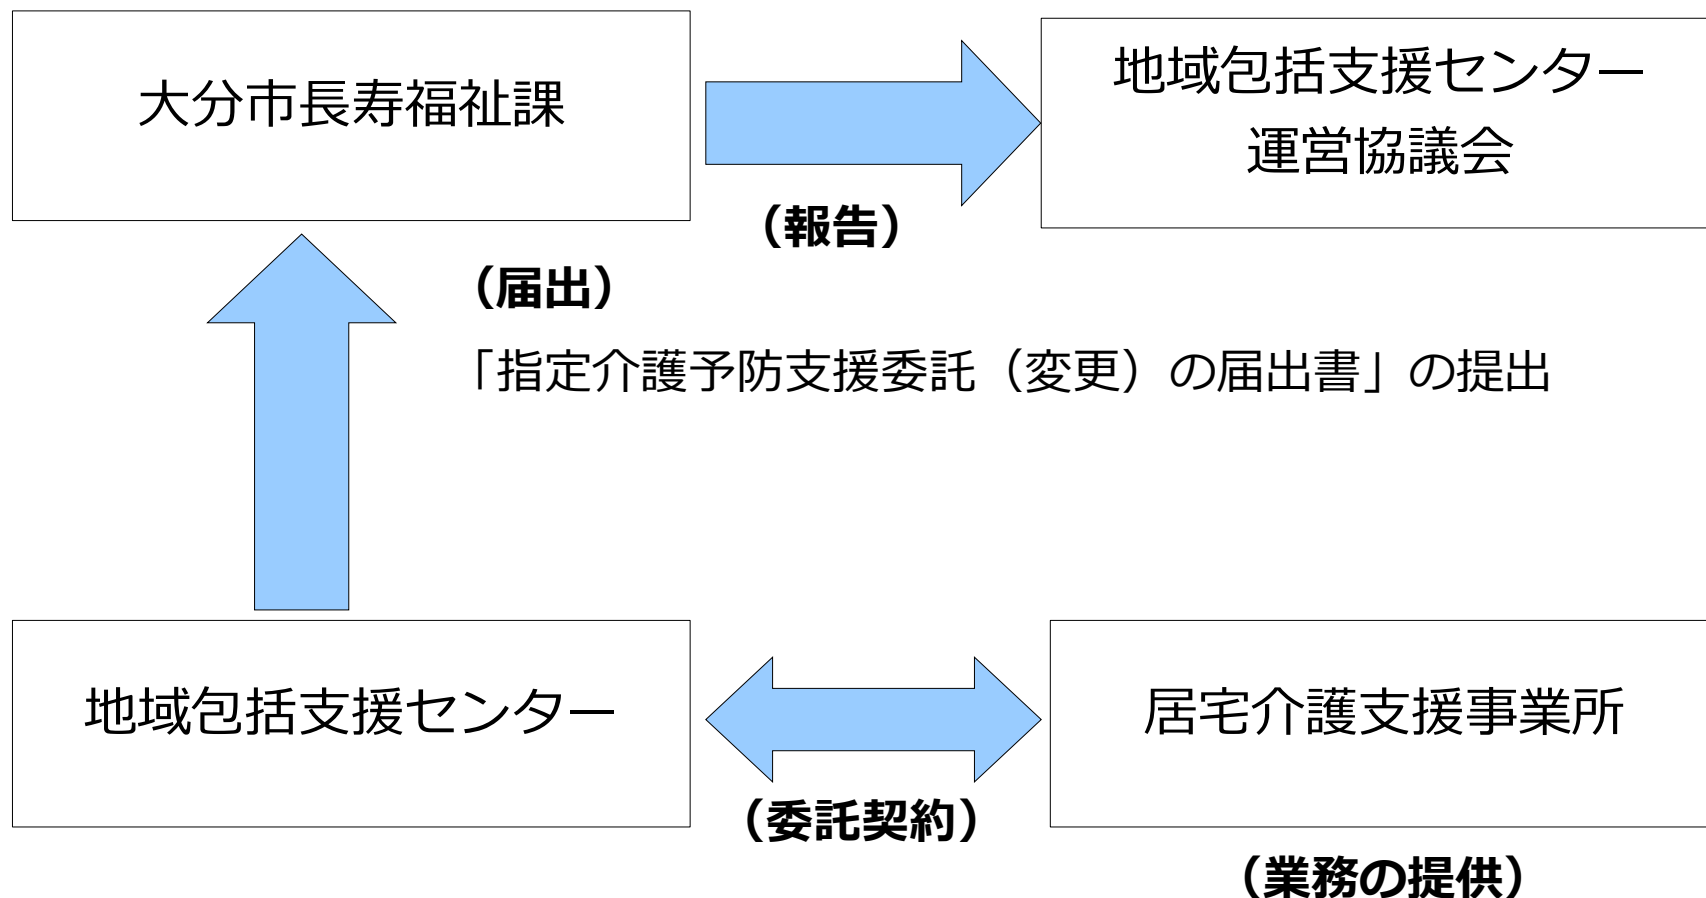 大分市長寿福祉課
地域包括支援センター
運営協議会
（報告）
（届出）
「指定介護予防支援委託（変更）の届出書」の提出
地域包括支援センター
居宅介護支援事業所
（委託契約）
（業務の提供）